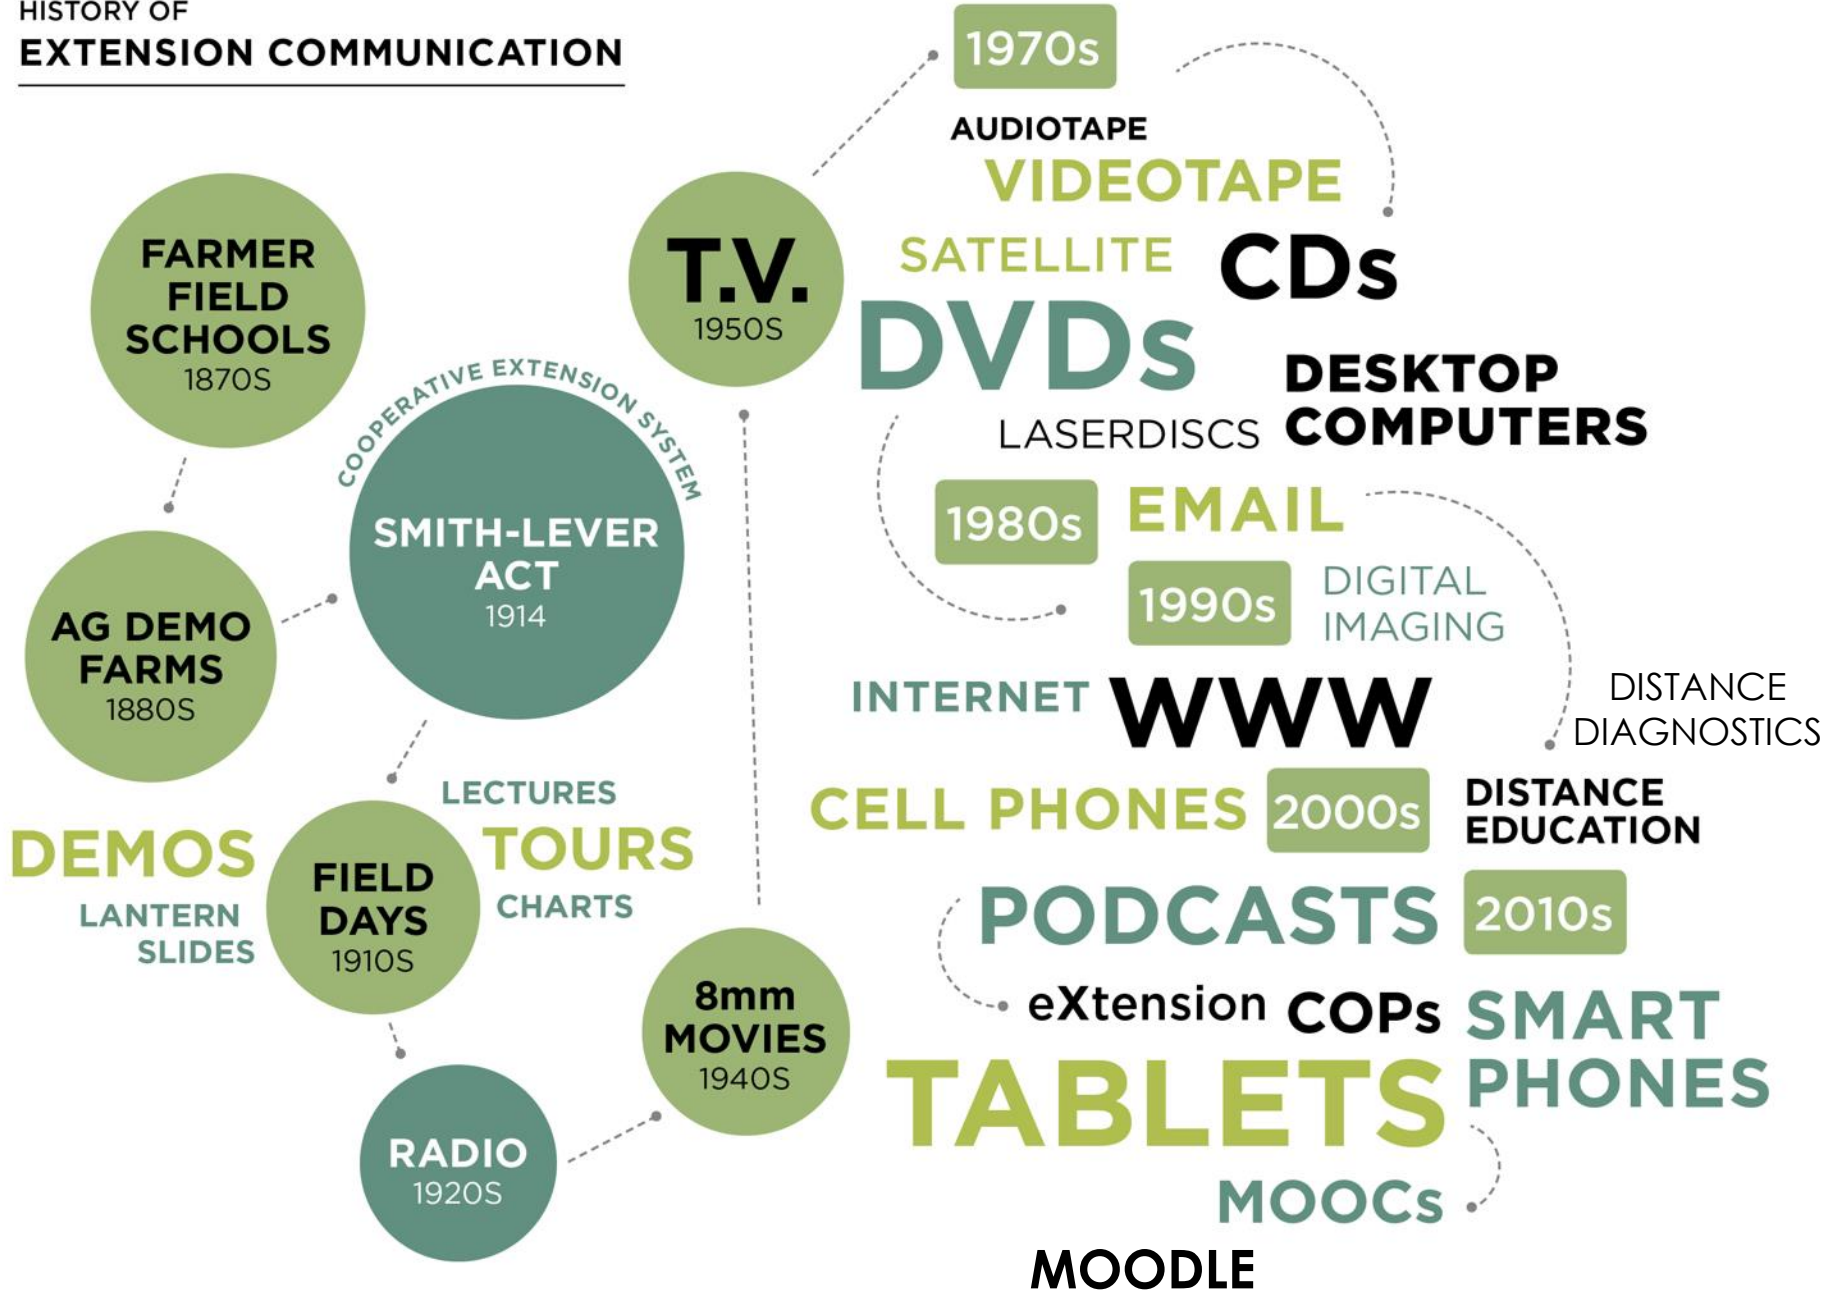 HISTORY OF
EXTENSION COMMUNICATION
FARMER
FIELD
SCHOOLS
1870S
AG DEMO
FARMS
1880S
COOPERATIVE EXTENSION SYSTEM
SMITH-LEVER
ACT
1914
LECTURES
DEMOS
TOURS
LANTERN
SLIDES
FIELD
DAYS
1910S
CHARTS
RADIO
1920S
8mm
MOVIES
1940S
T.V.
1950S
1970s
AUDIOTAPE
VIDEOTAPE
SATELLITE
CDs
DVDs
DESKTOP
COMPUTERS
LASERDISCS
1980s
EMAIL
1990s
DIGITAL
IMAGING
INTERNET
WWW
DISTANCE
DIAGNOSTICS
CELL PHONES
2000s
DISTANCE
EDUCATION
PODCASTS
2010s
eXtension
COPs
SMART
PHONES
TABLETS
MOOCs
MOODLE